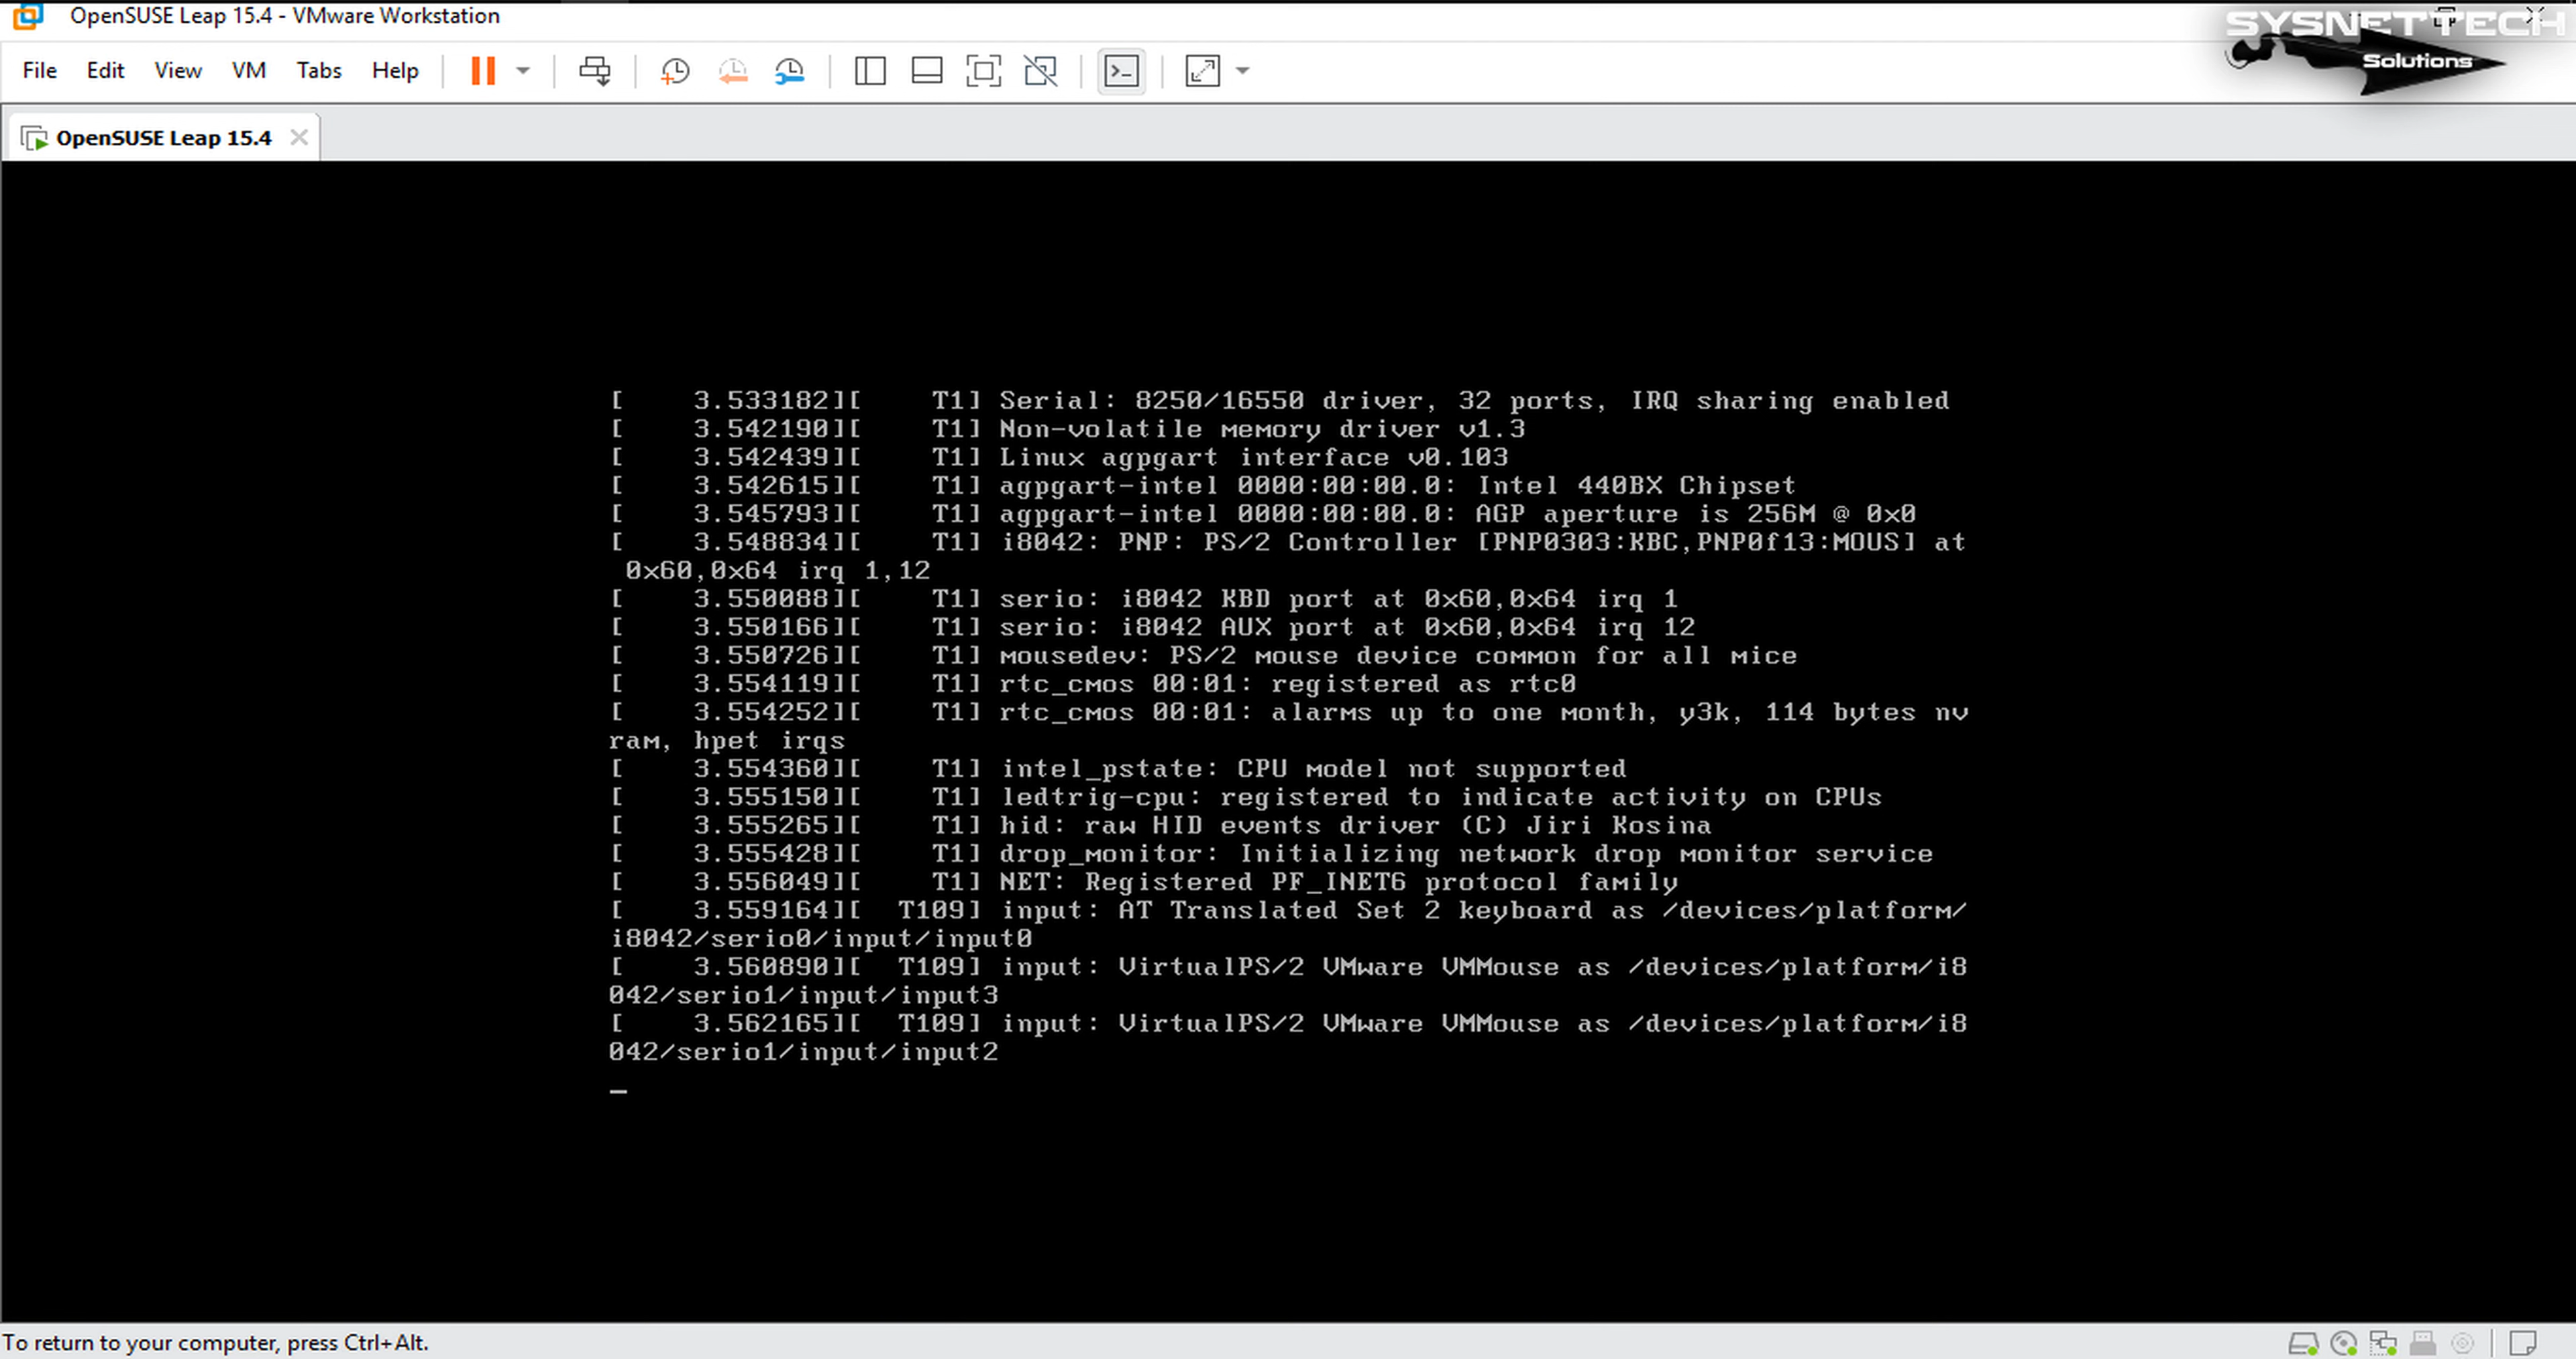 OpenSUSE Leap 15.4 - VMware Workstation
SYSNETTECH
Solutions
File Edit View VM Tabs Help
OpenSUSE Leap 15.4
[    3.533182][    T1] Serial: 8250/16550 driver, 32 ports, IRQ sharing enabled
[    3.542190][    T1] Non-volatile memory driver v1.3
[    3.542439][    T1] Linux agpgart interface v0.103
[    3.542615][    T1] agpgart-intel 0000:00:00.0: Intel 440BX Chipset
[    3.545793][    T1] agpgart-intel 0000:00:00.0: AGP aperture is 256M @ 0x0
[    3.548834][    T1] i8042: PNP: PS/2 Controller [PNP0303:KBC,PNP0f13:MOUS] at
 0x60,0x64 irq 1,12
[    3.550088][    T1] serio: i8042 KBD port at 0x60,0x64 irq 1
[    3.550166][    T1] serio: i8042 AUX port at 0x60,0x64 irq 12
[    3.550726][    T1] mousedev: PS/2 mouse device common for all mice
[    3.554119][    T1] rtc_cmos 00:01: registered as rtc0
[    3.554252][    T1] rtc_cmos 00:01: alarms up to one month, y3k, 114 bytes nv
ram, hpet irqs
[    3.554360][    T1] intel_pstate: CPU model not supported
[    3.555150][    T1] ledtrig-cpu: registered to indicate activity on CPUs
[    3.555265][    T1] hid: raw HID events driver (C) Jiri Kosina
[    3.555428][    T1] drop_monitor: Initializing network drop monitor service
[    3.556049][    T1] NET: Registered PF_INET6 protocol family
[    3.559164][  T109] input: AT Translated Set 2 keyboard as /devices/platform/
i8042/serio0/input/input0
[    3.560890][  T109] input: VirtualPS/2 VMware VMMouse as /devices/platform/i8
042/serio1/input/input3
[    3.562165][  T109] input: VirtualPS/2 VMware VMMouse as /devices/platform/i8
042/serio1/input/input2
_
To return to your computer, press Ctrl+Alt.